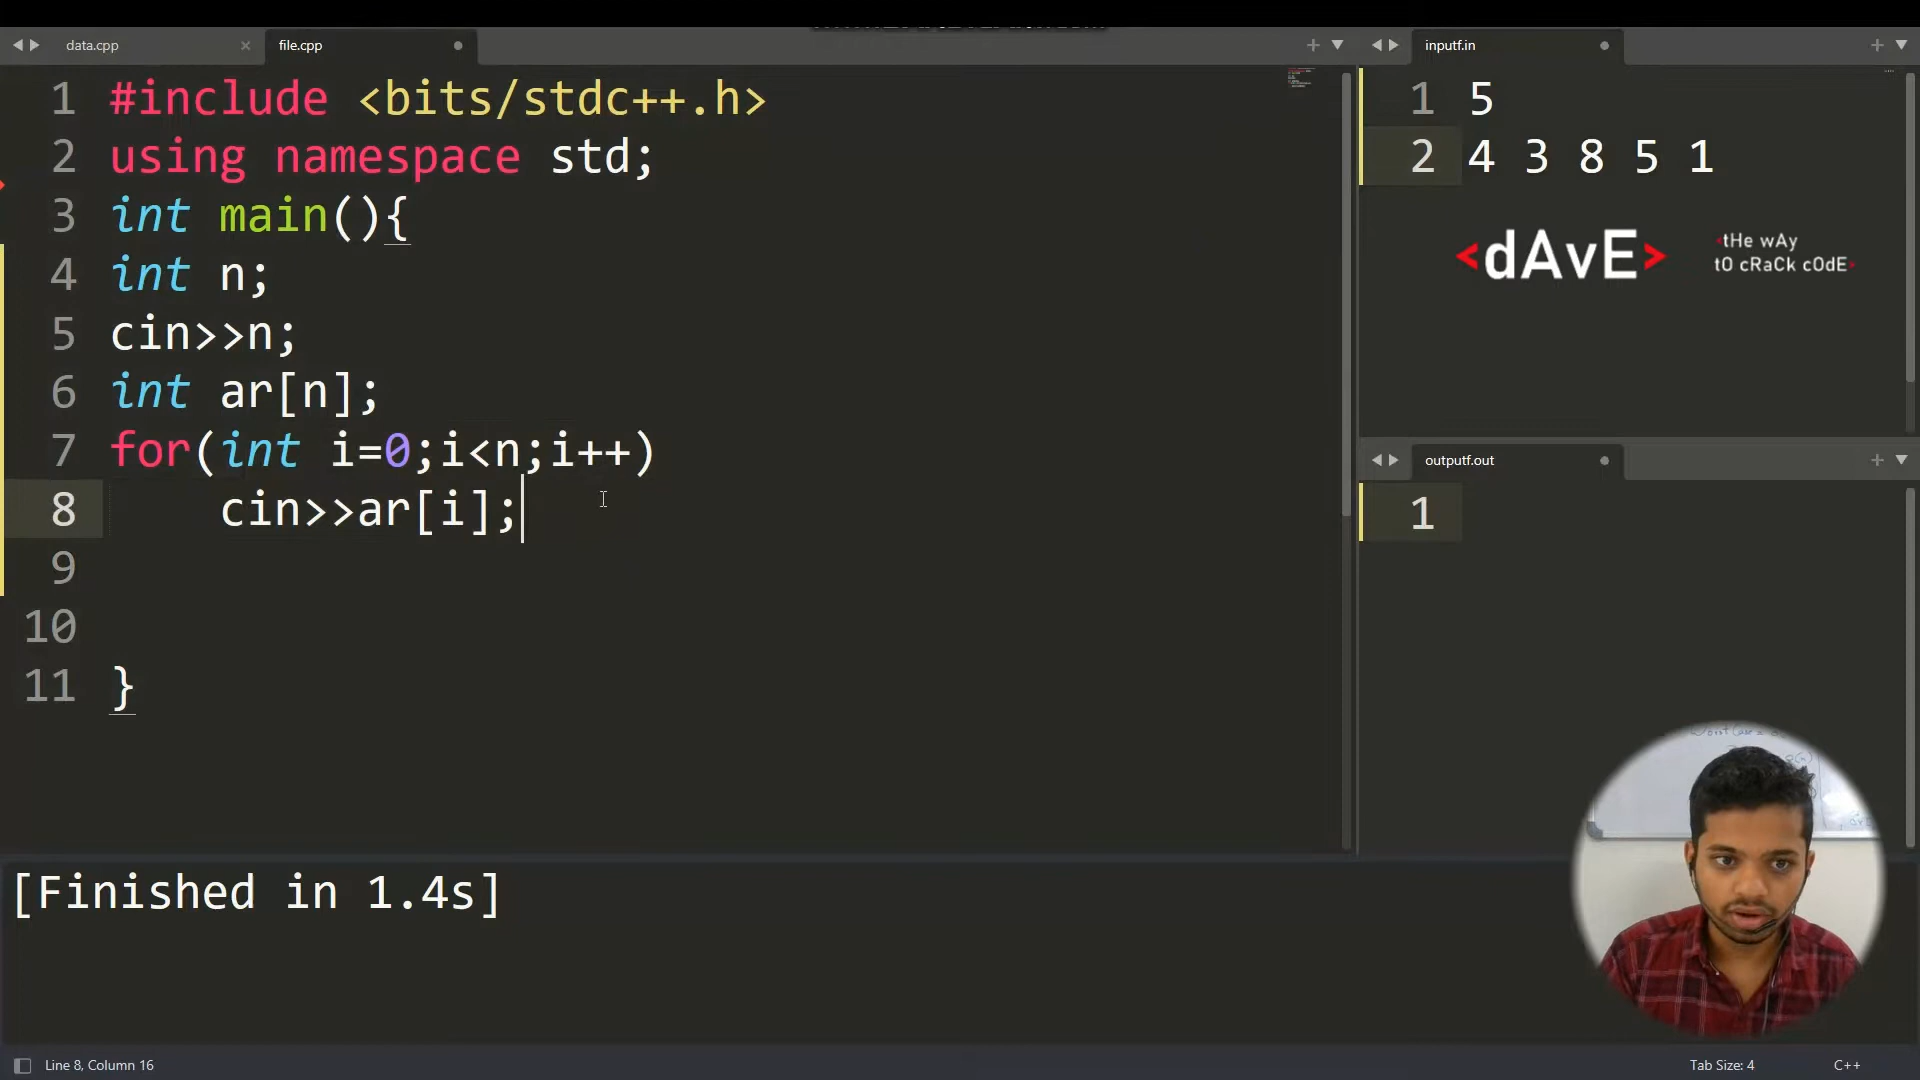 data.cpp
file.cpp
1 #include <bits/stdc++.h>
2 using namespace std;
3 int main(){
4 int n;
5 cin>>n;
6 int ar[n];
7 for(int i=0;i<n;i++)
8 cin>>ar[i];
9
10
11 }
inputf.in
1 5
2 4 3 8 5 1
<dAvE>
<tHe wAy
tO cRaCk cOdE>
outputf.out
1
[Finished in 1.4s]
Line 8, Column 16
Tab Size: 4
C++